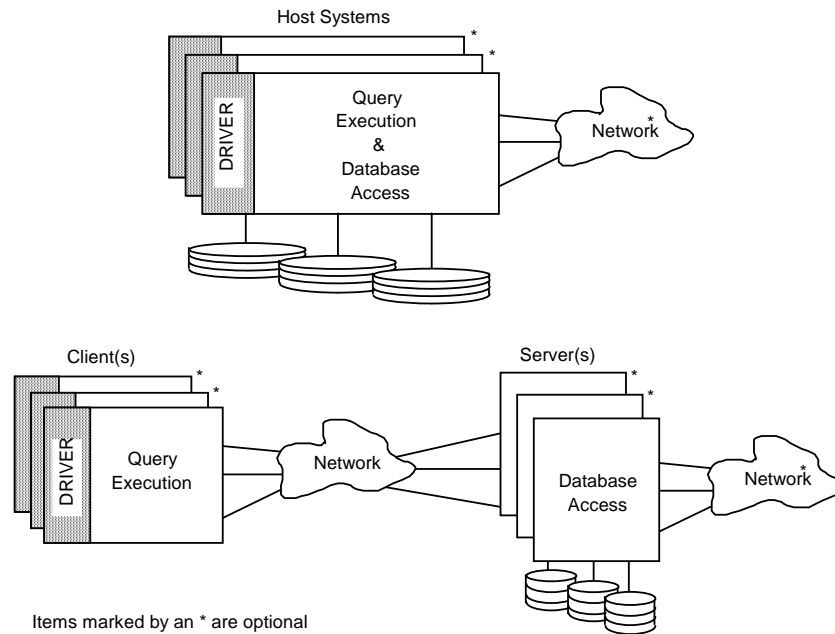 Host Systems
*
*
DRIVER
Query
Execution
&
Database
Access
Network*
Client(s)
*
*
DRIVER
Query
Execution
Network
Server(s)
*
*
Database
Access
Network*
Items marked by an * are optional